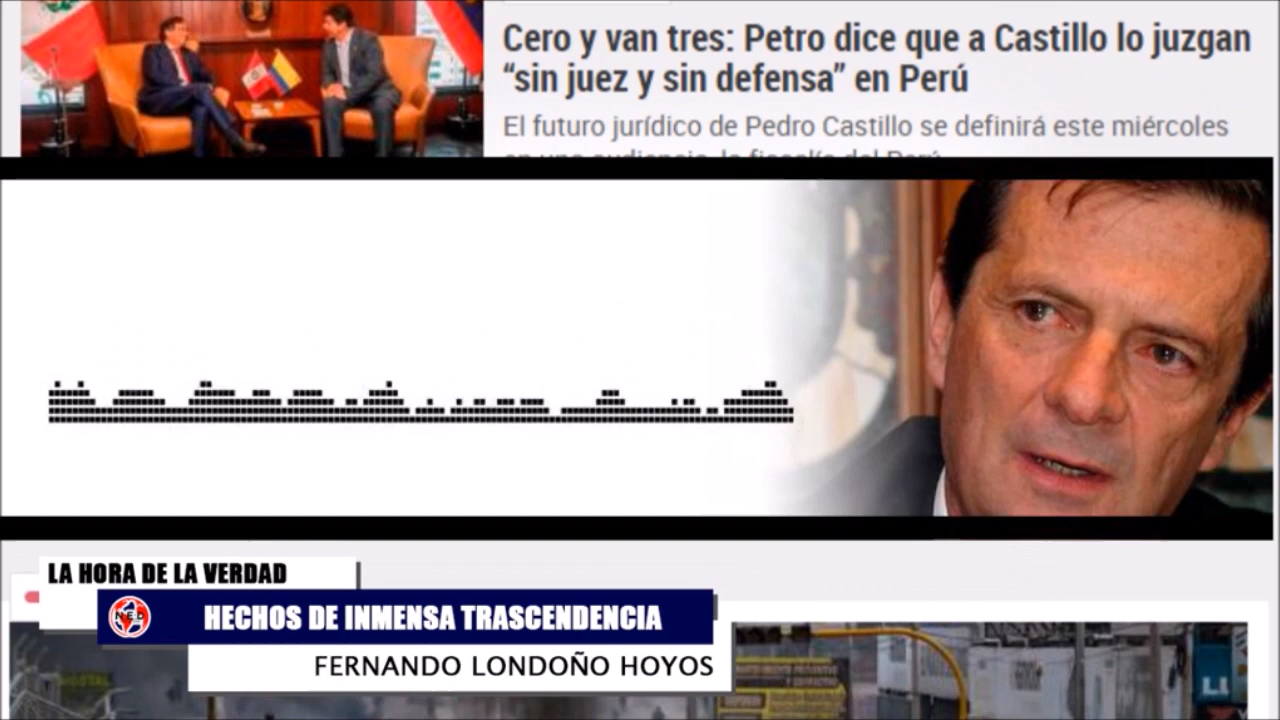 Cero y van tres: Petro dice que a Castillo lo juzgan
“sin juez y sin defensa” en Perú
El futuro jurídico de Pedro Castillo se definirá este miércoles
LA HORA DE LA VERDAD
HECHOS DE INMENSA TRASCENDENCIA
FERNANDO LONDOÑO HOYOS